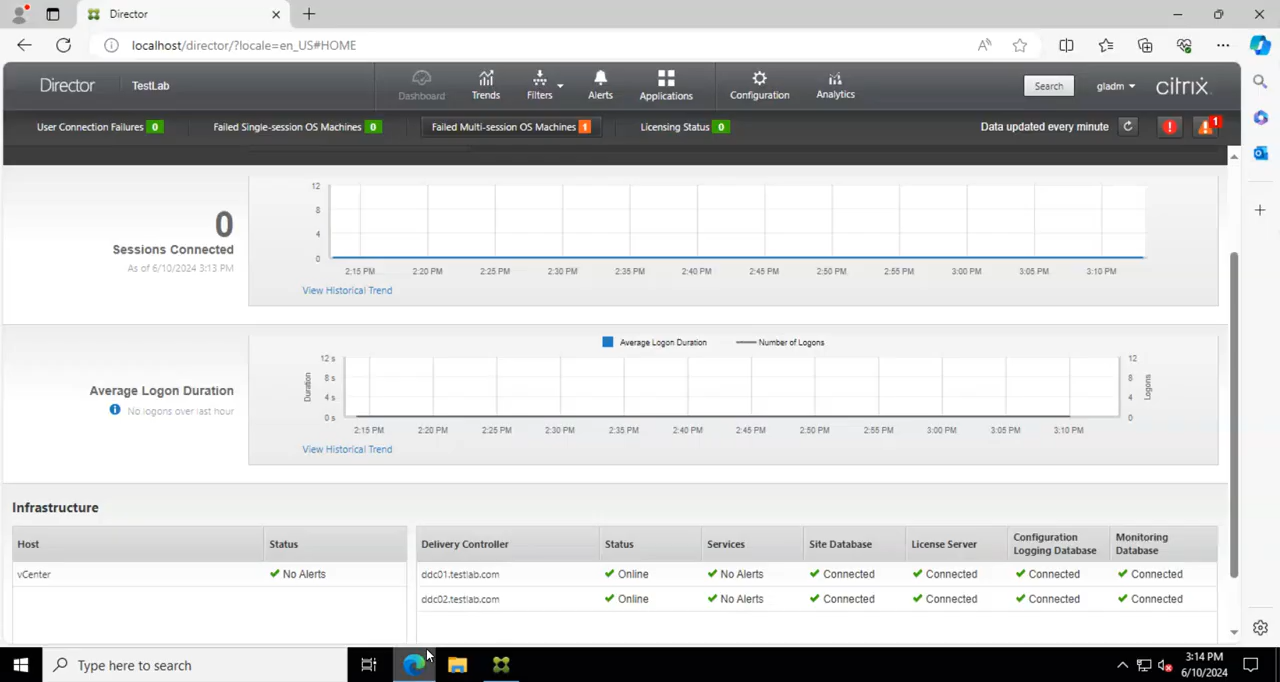 Director
localhost/director/?locale=en_US#HOME
Director
TestLab
Dashboard
Trends
Filters
Alerts
Applications
Configuration
Analytics
Search
gladm
citrix
User Connection Failures 0
Failed Single-session OS Machines 0
Failed Multi-session OS Machines 1
Licensing Status 0
Data updated every minute
1
0
Sessions Connected
As of 6/10/2024 3:13 PM
12
8
4
0
2:15 PM 2:20 PM 2:25 PM 2:30 PM 2:35 PM 2:40 PM 2:45 PM 2:50 PM 2:55 PM 3:00 PM 3:05 PM 3:10 PM
View Historical Trend
Average Logon Duration Number of Logons
Average Logon Duration
No logons over last hour
Duration
12 s
8 s
4 s
0 s
12
8
4
0
Logons
2:15 PM 2:20 PM 2:25 PM 2:30 PM 2:35 PM 2:40 PM 2:45 PM 2:50 PM 2:55 PM 3:00 PM 3:05 PM 3:10 PM
View Historical Trend
Infrastructure
Host Status
vCenter No Alerts
Delivery Controller Status Services Site Database License Server Configuration Logging Database Monitoring Database
ddc01.testlab.com Online No Alerts Connected Connected Connected Connected
ddc02.testlab.com Online No Alerts Connected Connected Connected Connected
Type here to search
3:14 PM
6/10/2024